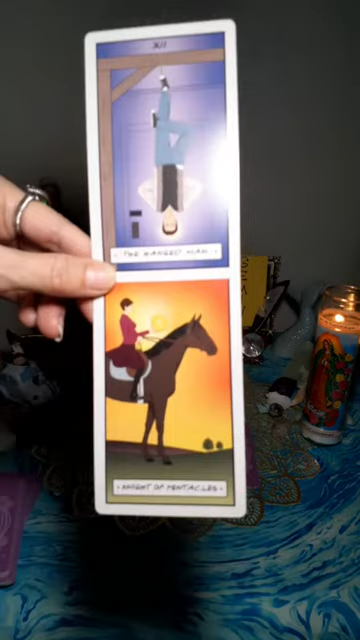 XII
• THE HANGED MAN •
• KNIGHT OF PENTACLES •